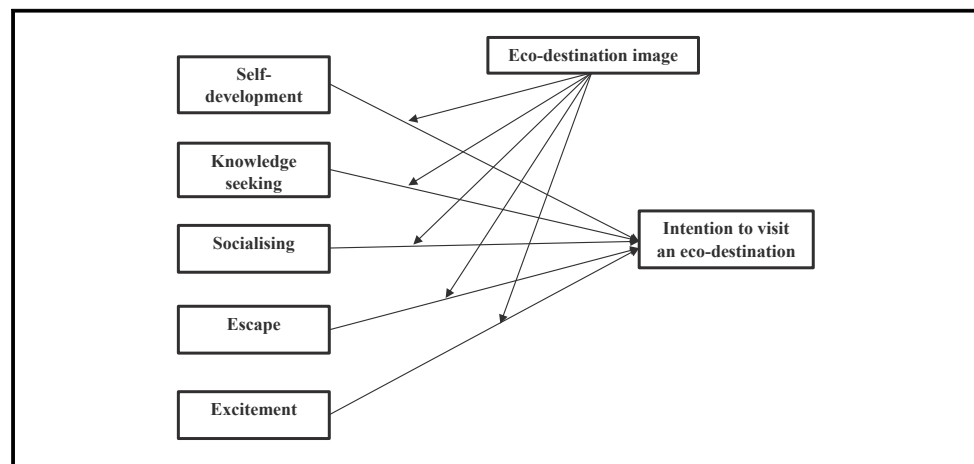 Eco-destination image
Self-
development
Knowledge
seeking
Socialising
Intention to visit
an eco-destination
Escape
Excitement